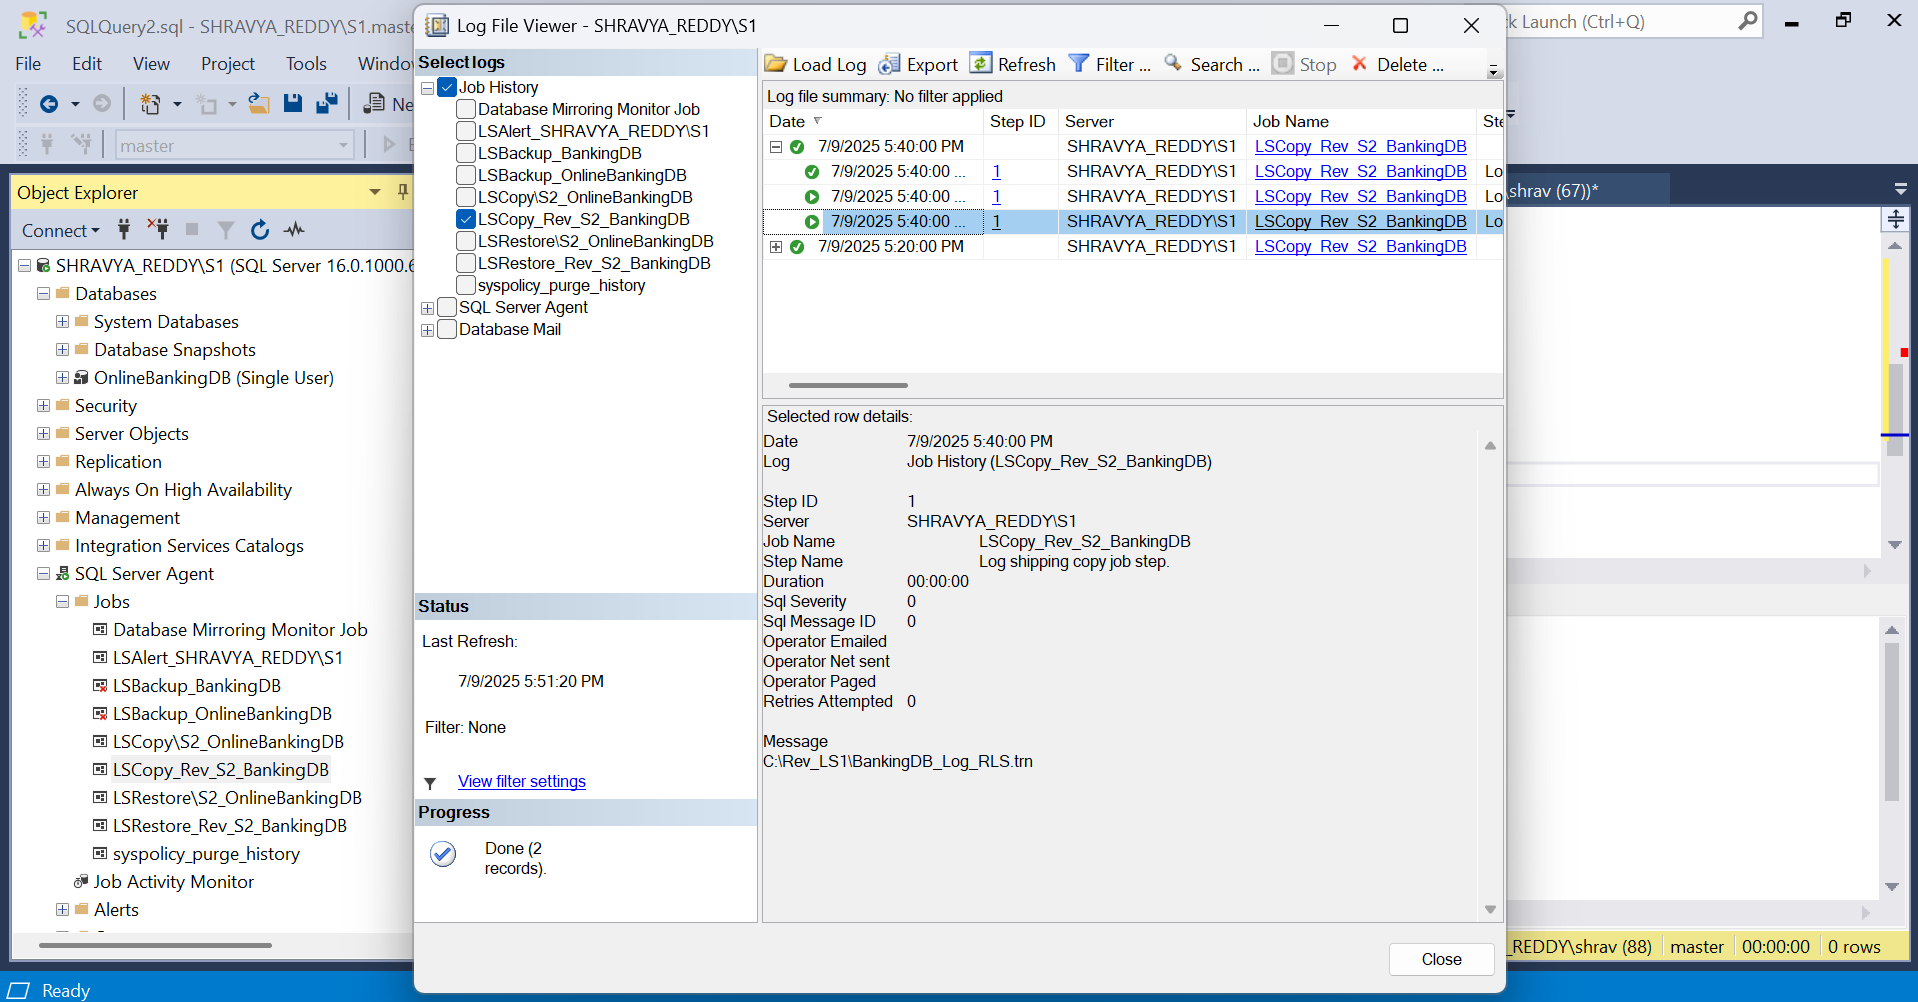 SQLQuery2.sql - SHRAVYA_REDDY\S1.maste
Launch (Ctrl+Q)
File Edit View Project Tools Windo
Ne
master
Object Explorer
Connect
SHRAVYA_REDDY\S1 (SQL Server 16.0.1000.6
Databases
System Databases
Database Snapshots
OnlineBankingDB (Single User)
Security
Server Objects
Replication
Always On High Availability
Management
Integration Services Catalogs
SQL Server Agent
Jobs
Database Mirroring Monitor Job
LSAlert_SHRAVYA_REDDY\S1
LSBackup_BankingDB
LSBackup_OnlineBankingDB
LSCopy\S2_OnlineBankingDB
LSCopy_Rev_S2_BankingDB
LSRestore\S2_OnlineBankingDB
LSRestore_Rev_S2_BankingDB
syspolicy_purge_history
Job Activity Monitor
Alerts
Log File Viewer - SHRAVYA_REDDY\S1
Select logs
Job History
Database Mirroring Monitor Job
LSAlert_SHRAVYA_REDDY\S1
LSBackup_BankingDB
LSBackup_OnlineBankingDB
LSCopy\S2_OnlineBankingDB
LSCopy_Rev_S2_BankingDB
LSRestore\S2_OnlineBankingDB
LSRestore_Rev_S2_BankingDB
syspolicy_purge_history
SQL Server Agent
Database Mail
Status
Last Refresh:
7/9/2025 5:51:20 PM
Filter: None
View filter settings
Progress
Done (2
records).
Load Log Export Refresh Filter ... Search ... Stop Delete ...
Log file summary: No filter applied
Date Step ID Server Job Name Ste
7/9/2025 5:40:00 PM SHRAVYA_REDDY\S1 LSCopy_Rev_S2_BankingDB
7/9/2025 5:40:00 ... 1 SHRAVYA_REDDY\S1 LSCopy_Rev_S2_BankingDB Lo
7/9/2025 5:40:00 ... 1 SHRAVYA_REDDY\S1 LSCopy_Rev_S2_BankingDB Lo
7/9/2025 5:40:00 ... 1 SHRAVYA_REDDY\S1 LSCopy_Rev_S2_BankingDB Lo
7/9/2025 5:20:00 PM SHRAVYA_REDDY\S1 LSCopy_Rev_S2_BankingDB
Selected row details:
Date 7/9/2025 5:40:00 PM
Log Job History (LSCopy_Rev_S2_BankingDB)
Step ID 1
Server SHRAVYA_REDDY\S1
Job Name LSCopy_Rev_S2_BankingDB
Step Name Log shipping copy job step.
Duration 00:00:00
Sql Severity 0
Sql Message ID 0
Operator Emailed
Operator Net sent
Operator Paged
Retries Attempted 0
Message
C:\Rev_LS1\BankingDB_Log_RLS.trn
Close
\shrav (67))*
_REDDY\shrav (88) master 00:00:00 0 rows
Ready